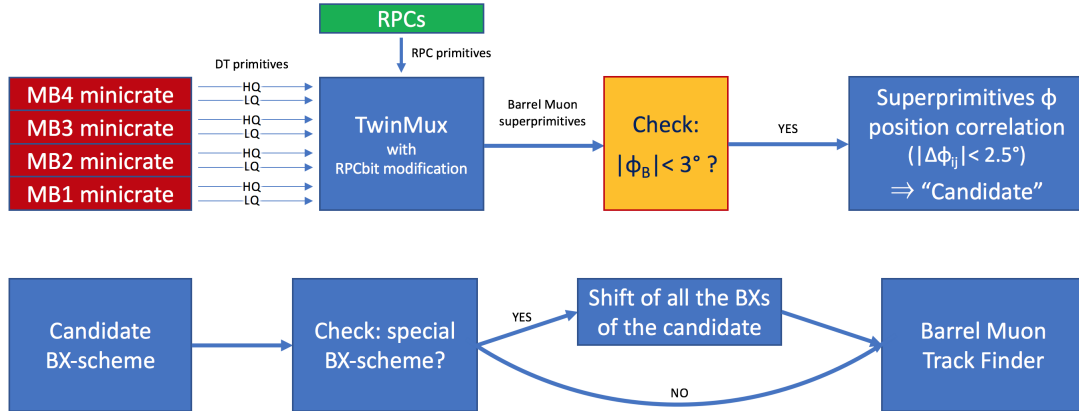 RPCs
DT primitives
RPC primitives
MB4 minicrate
MB3 minicrate
MB2 minicrate
MB1 minicrate
HQ
LQ
HQ
LQ
HQ
LQ
HQ
LQ
TwinMux
with
RPCbit modification
Barrel Muon
superprimitives
Check:
|ϕB|< 3° ?
YES
Superprimitives ϕ
position correlation
(|Δϕij|< 2.5°)
⇒ “Candidate”
Candidate
BX-scheme
Check: special
BX-scheme?
YES
Shift of all the BXs
of the candidate
NO
Barrel Muon
Track Finder